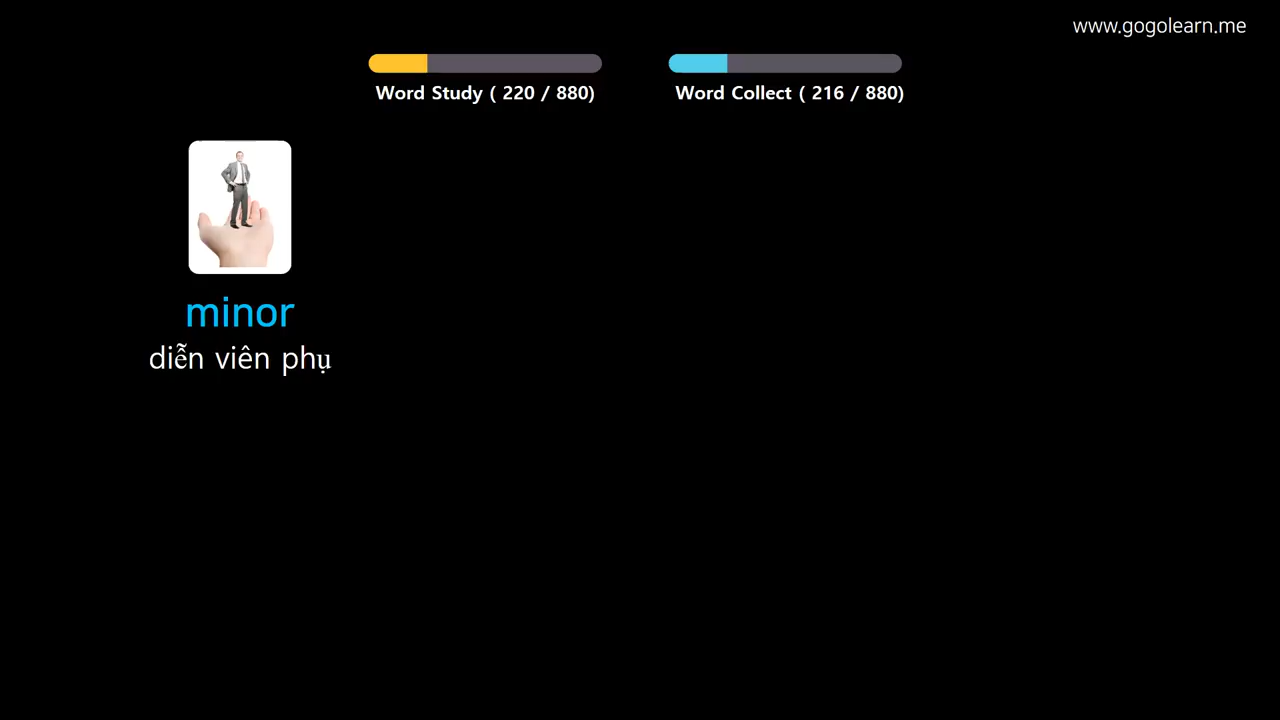 www.gogolearn.me
Word Study ( 220 / 880)
Word Collect ( 216 / 880)
minor
diễn viên phụ